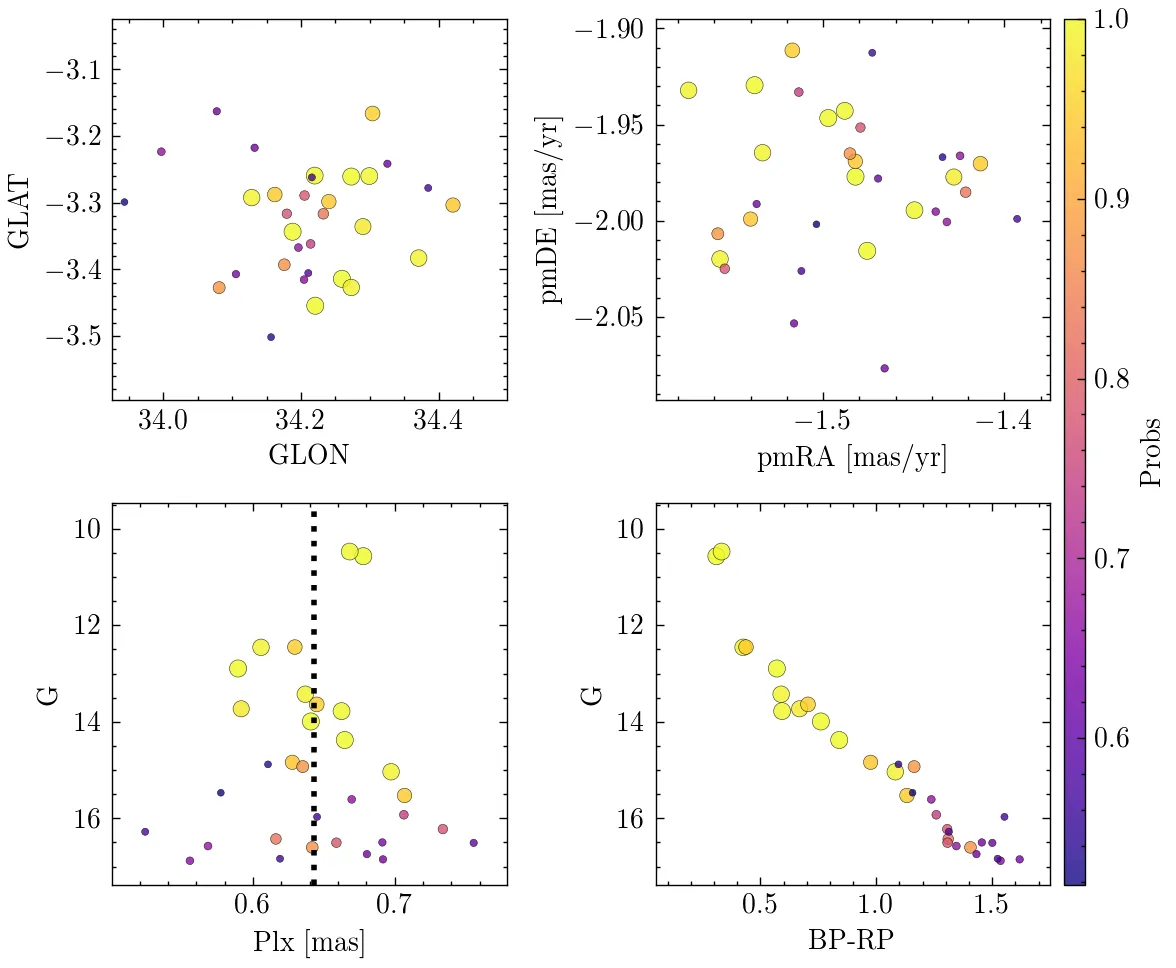 −3.1
−3.2
−3.3
−3.4
−3.5
GLAT
34.0 34.2 34.4
GLON
−1.90
−1.95
−2.00
−2.05
pmDE [mas/yr]
−1.5 −1.4
pmRA [mas/yr]
10
12
14
16
G
0.6 0.7
Plx [mas]
10
12
14
16
G
0.5 1.0 1.5
BP-RP
1.0
0.9
0.8
0.7
0.6
Probs